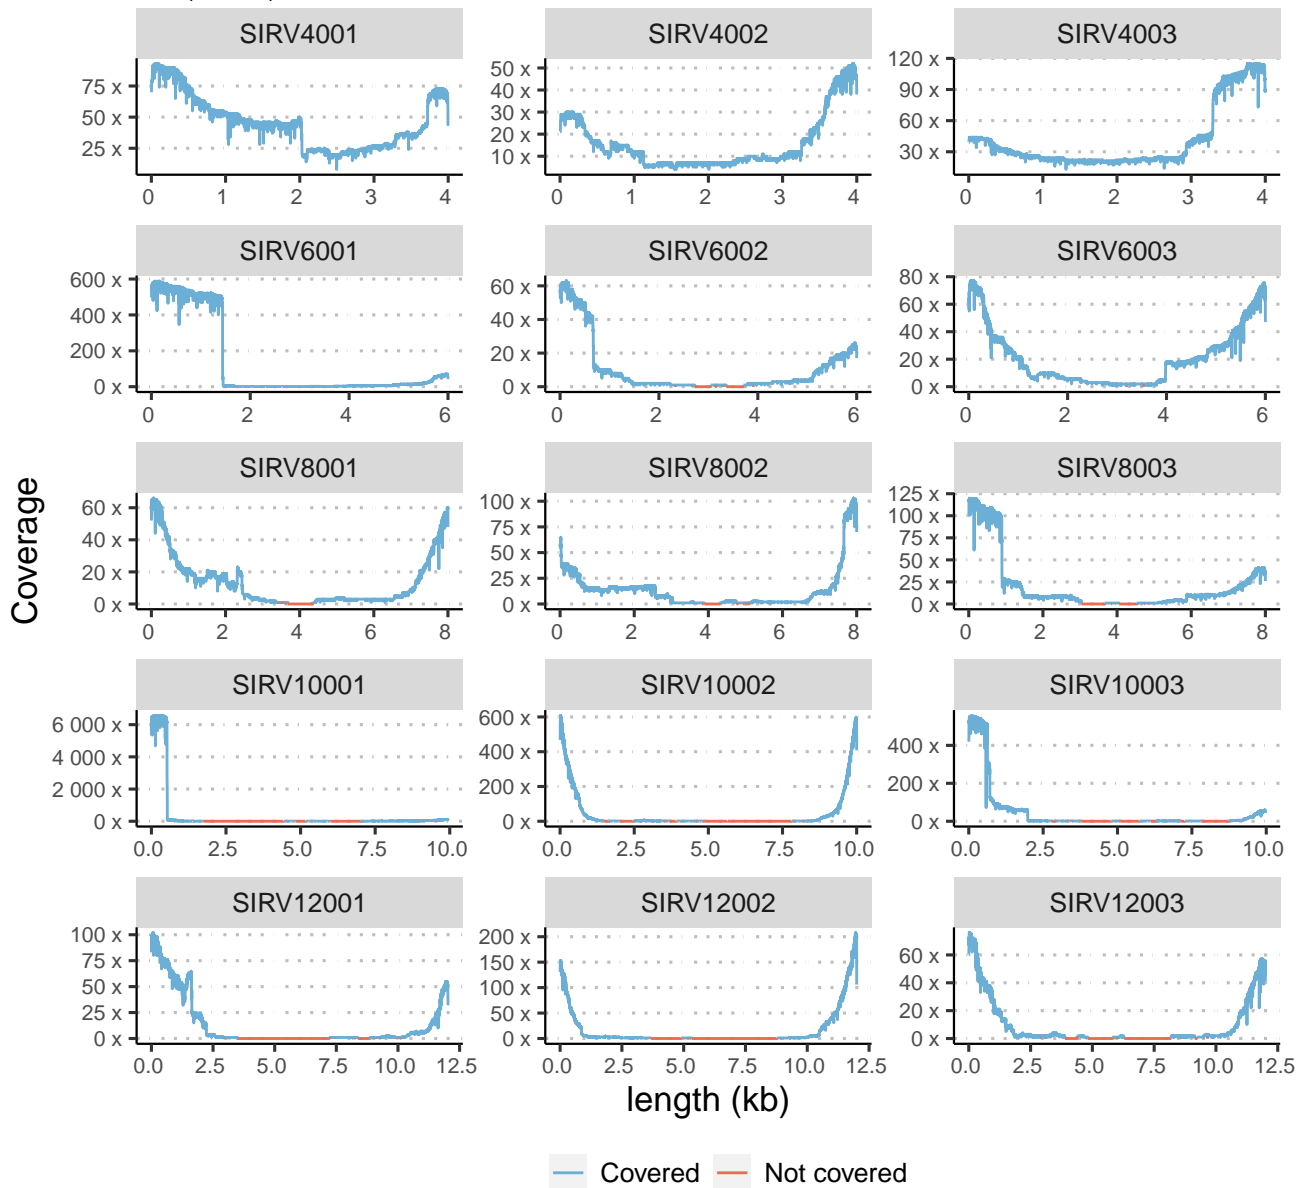 SIRV4001 SIRV4002 SIRV4003
75 x
50 x
25 x
0 1 2 3 4
50 x
40 x
30 x
20 x
10 x
0 1 2 3 4
120 x
90 x
60 x
30 x
0 1 2 3 4
SIRV6001 SIRV6002 SIRV6003
600 x
400 x
200 x
0 x
0 2 4 6
60 x
40 x
20 x
0 x
0 2 4 6
80 x
60 x
40 x
20 x
0 x
0 2 4 6
Coverage
SIRV8001 SIRV8002 SIRV8003
60 x
40 x
20 x
0 x
0 2 4 6 8
100 x
75 x
50 x
25 x
0 x
0 2 4 6 8
125 x
100 x
75 x
50 x
25 x
0 x
0 2 4 6 8
SIRV10001 SIRV10002 SIRV10003
6 000 x
4 000 x
2 000 x
0 x
0.0 2.5 5.0 7.5 10.0
600 x
400 x
200 x
0 x
0.0 2.5 5.0 7.5 10.0
400 x
200 x
0 x
0.0 2.5 5.0 7.5 10.0
SIRV12001 SIRV12002 SIRV12003
100 x
75 x
50 x
25 x
0 x
0.0 2.5 5.0 7.5 10.0 12.5
200 x
150 x
100 x
50 x
0 x
0.0 2.5 5.0 7.5 10.0 12.5
60 x
40 x
20 x
0 x
0.0 2.5 5.0 7.5 10.0 12.5
length (kb)
Covered Not covered